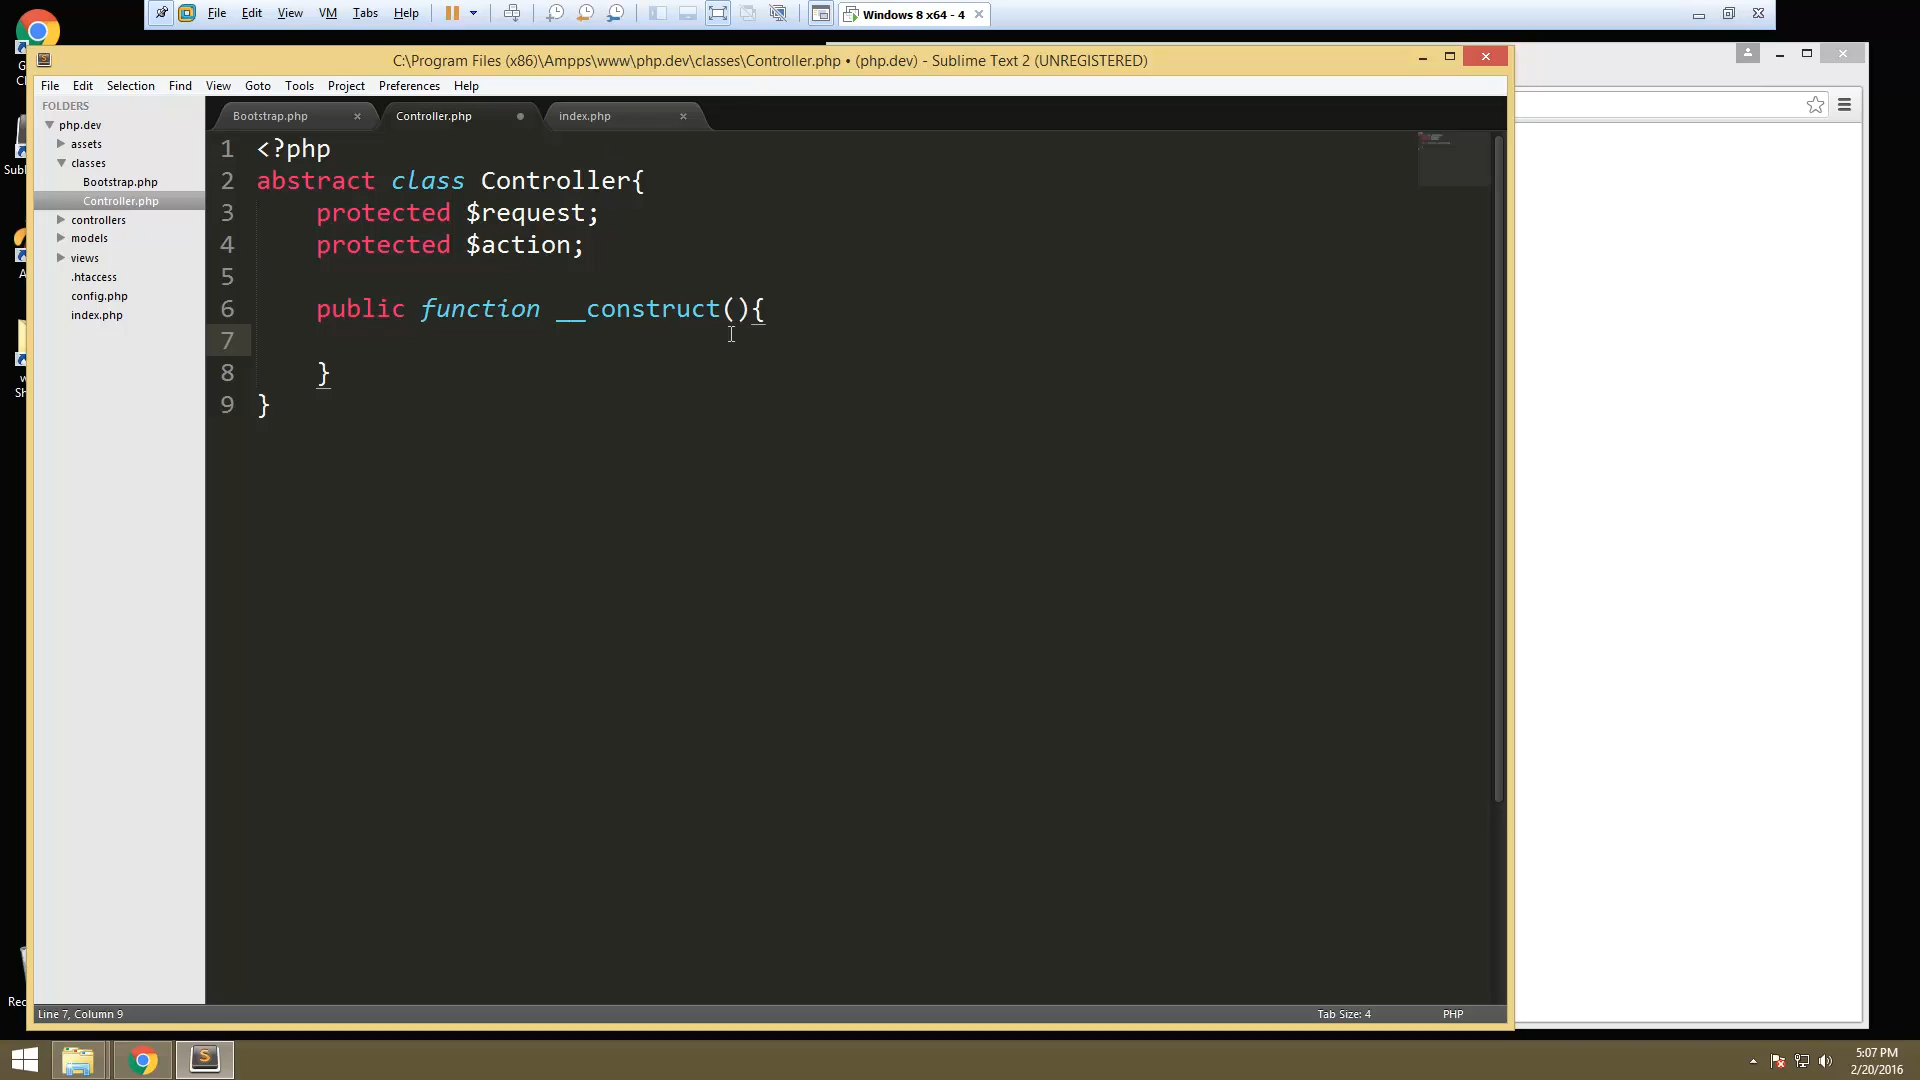 File Edit View VM Tabs Help
Windows 8 x64 - 4
C:\Program Files (x86)\Ampps\www\php.dev\classes\Controller.php • (php.dev) - Sublime Text 2 (UNREGISTERED)
File Edit Selection Find View Goto Tools Project Preferences Help
FOLDERS
php.dev
assets
classes
Bootstrap.php
Controller.php
controllers
models
views
.htaccess
config.php
index.php
Bootstrap.php Controller.php index.php
1 <?php
2 abstract class Controller{
3 protected $request;
4 protected $action;
5
6 public function __construct(){
7
8 }
9 }
Line 7, Column 9
Tab Size: 4
PHP
5:07 PM
2/20/2016